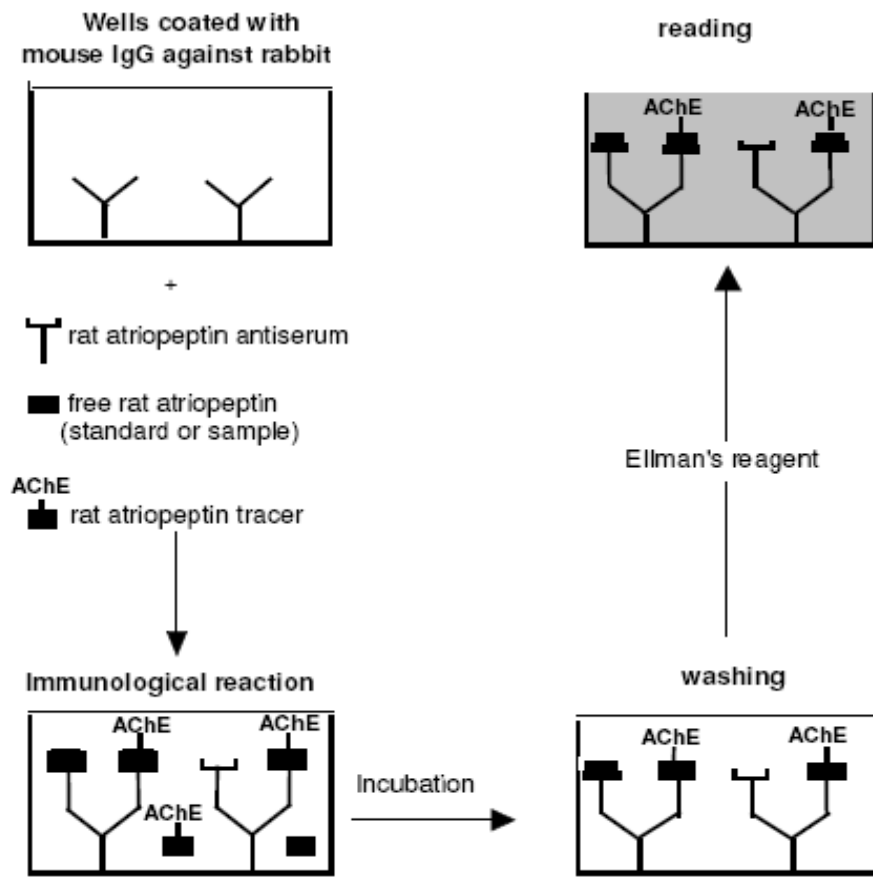 Wells coated with
mouse IgG against rabbit
+
rat atriopeptin antiserum
free rat atriopeptin
(standard or sample)
AChE
rat atriopeptin tracer
Immunological reaction
AChE
AChE
AChE
Incubation
washing
AChE
AChE
Ellman's reagent
reading
AChE
AChE